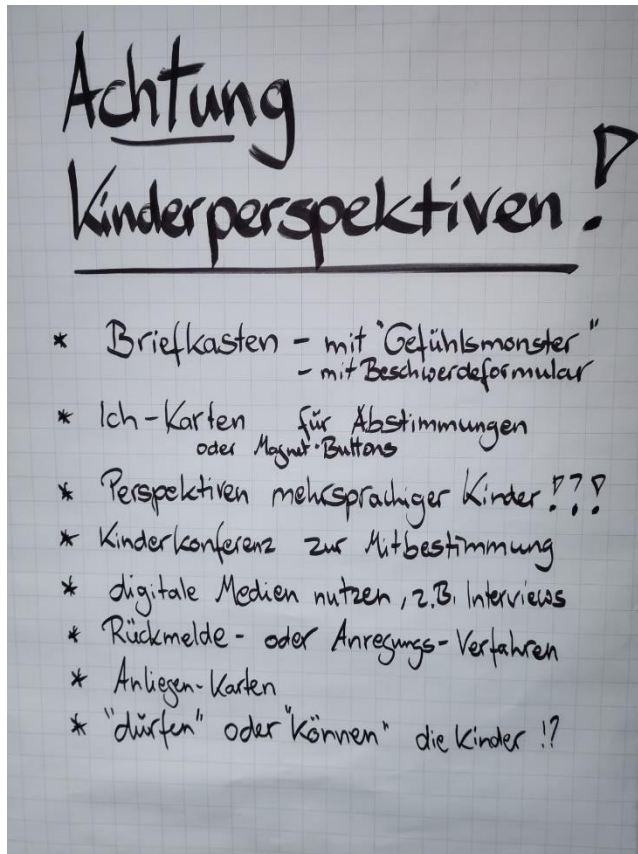 Achtung
Kinderperspektiven!
* Briefkasten - mit "Gefühlsmonster"
- mit Beschwerdeformular
* Ich-Karten für Abstimmungen
oder Magnet-Buttons
* Perspektiven mehrsprachiger Kinder!?!
* Kinderkonferenz zur Mitbestimmung
* digitale Medien nutzen, z.B. Interviews
* Rückmelde- oder Anregungs-Verfahren
* Anliegen-Karten
* "dürfen" oder "können" die Kinder!?